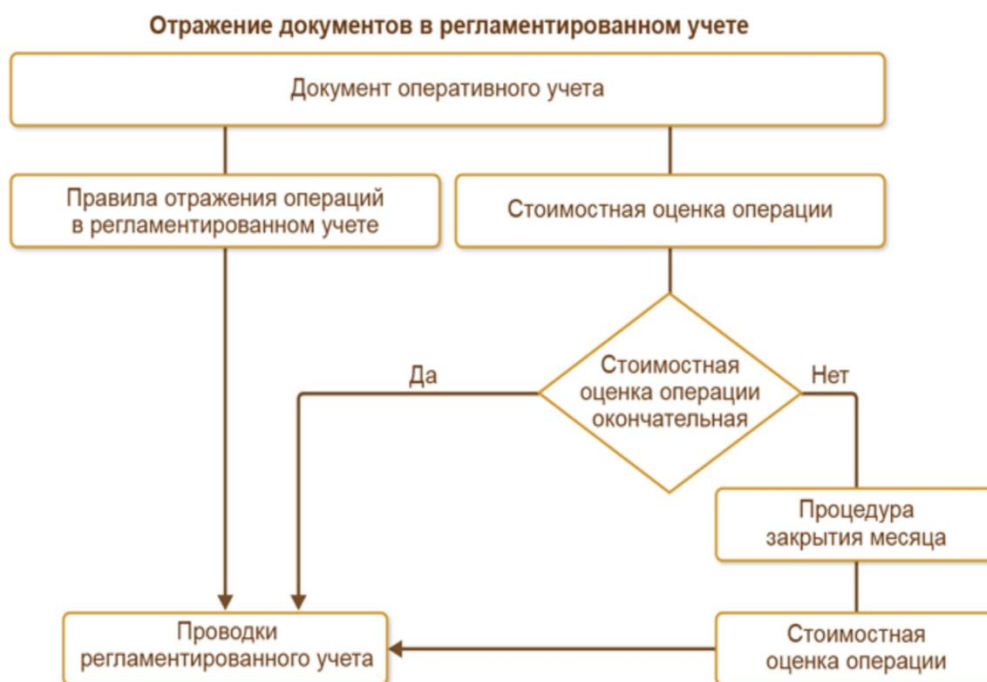 Отражение документов в регламентированном учете
Документ оперативного учета
Правила отражения операций
в регламентированном учете
Стоимостная оценка операции
Стоимостная
оценка операции
окончательная
Да
Нет
Процедура
закрытия месяца
Проводки
регламентированного учета
Стоимостная
оценка операции